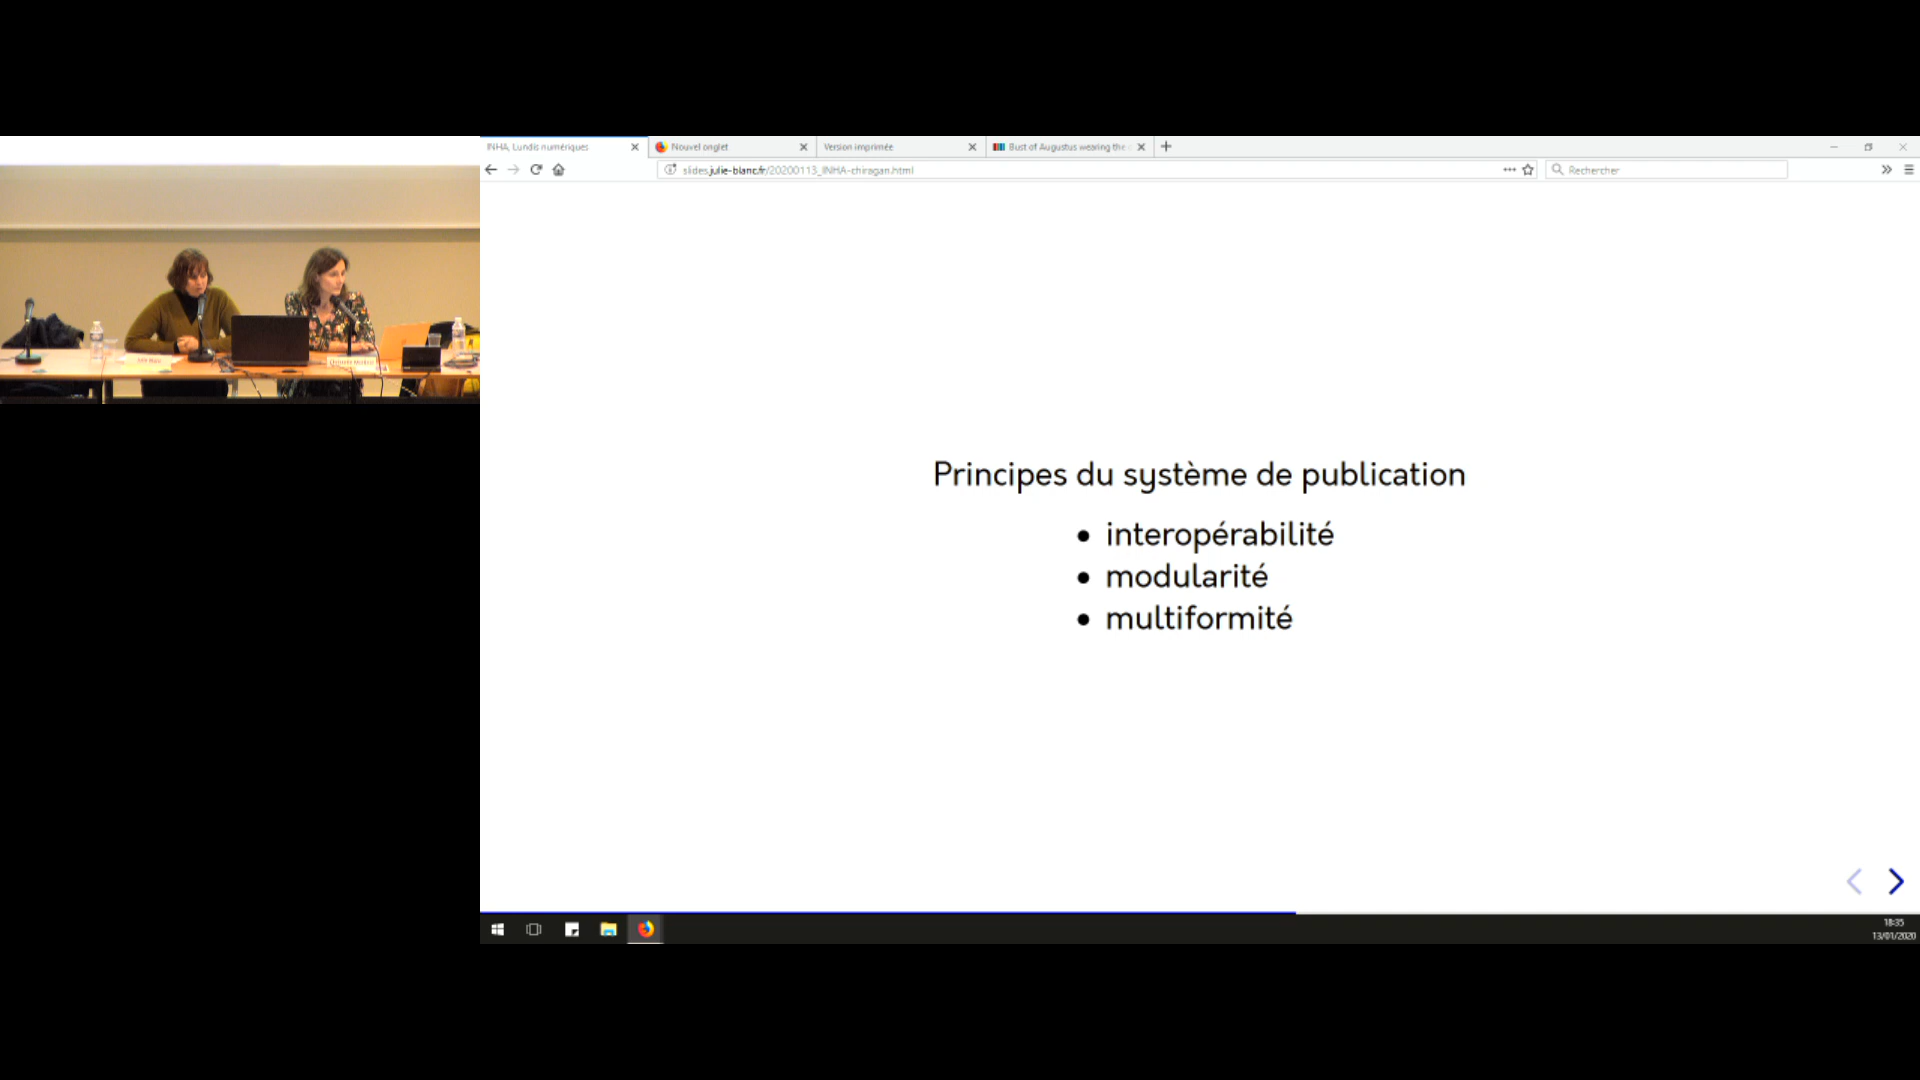 INHA, Lundis numériques
Nouvel onglet
Version imprimée
Bust of Augustus wearing the
slides.julie-blanc.fr/20200113_INHA-chiragan.html
Rechercher
Principes du système de publication
• interopérabilité
• modularité
• multiformité
18:35
13/01/2020